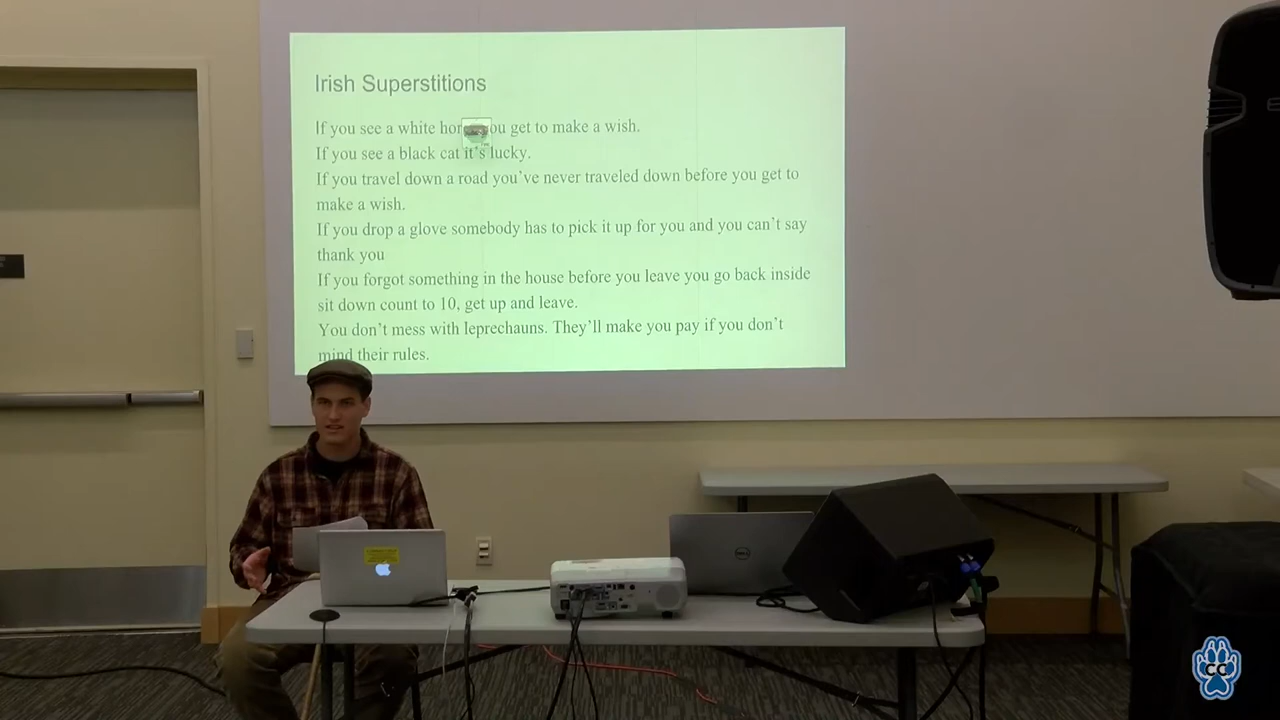 Irish Superstitions
If you see a white you get to make a wish.
If you see a black cat it's lucky.
If you travel down a road you've never traveled down before you get to
make a wish.
If you drop a glove somebody has to pick it up for you and you can't say
thank you
If you forgot something in the house before you leave you go back inside
sit down count to 10, get up and leave.
You don't mess with leprechauns. They'll make you pay if you don't
mind their rules.
DELL
CC